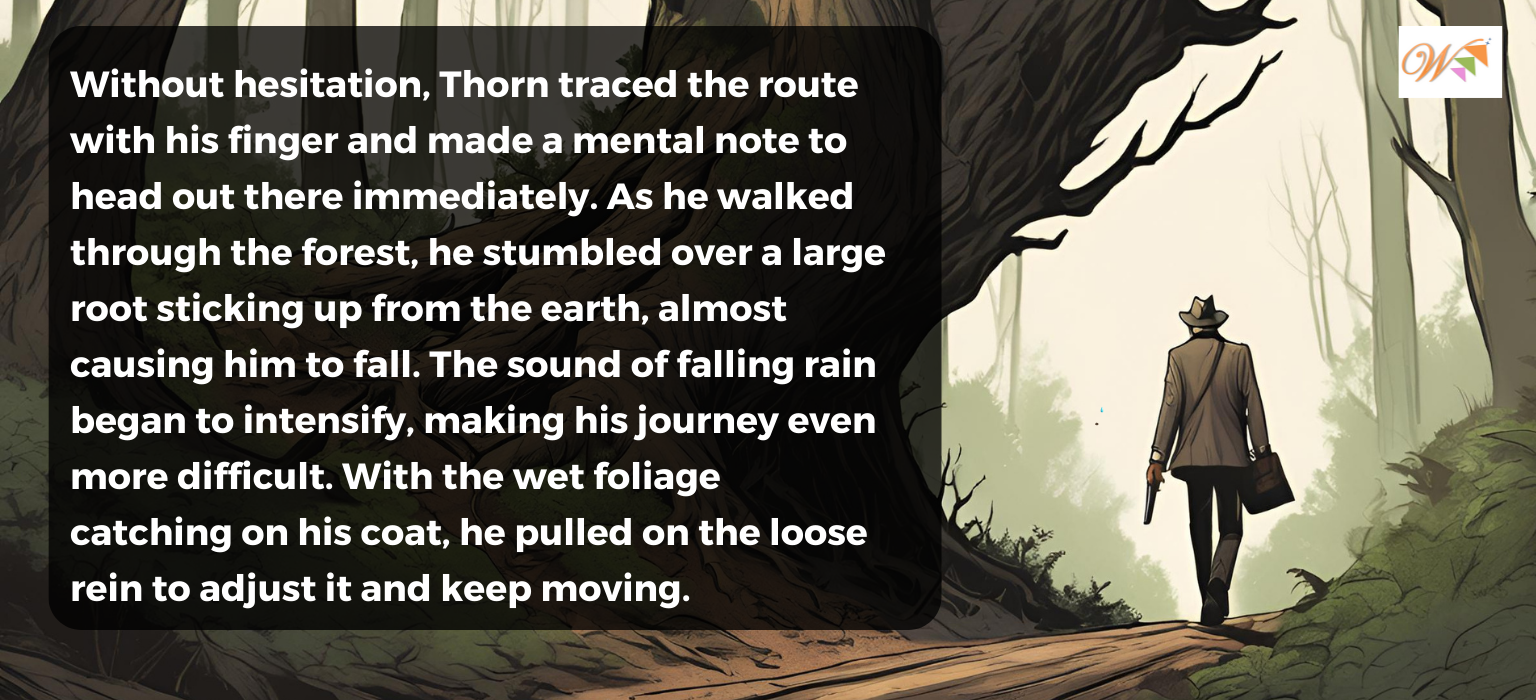 Without hesitation, Thorn traced the route
with his finger and made a mental note to
head out there immediately. As he walked
through the forest, he stumbled over a large
root sticking up from the earth, almost
causing him to fall. The sound of falling rain
began to intensify, making his journey even
more difficult. With the wet foliage
catching on his coat, he pulled on the loose
rein to adjust it and keep moving.
W